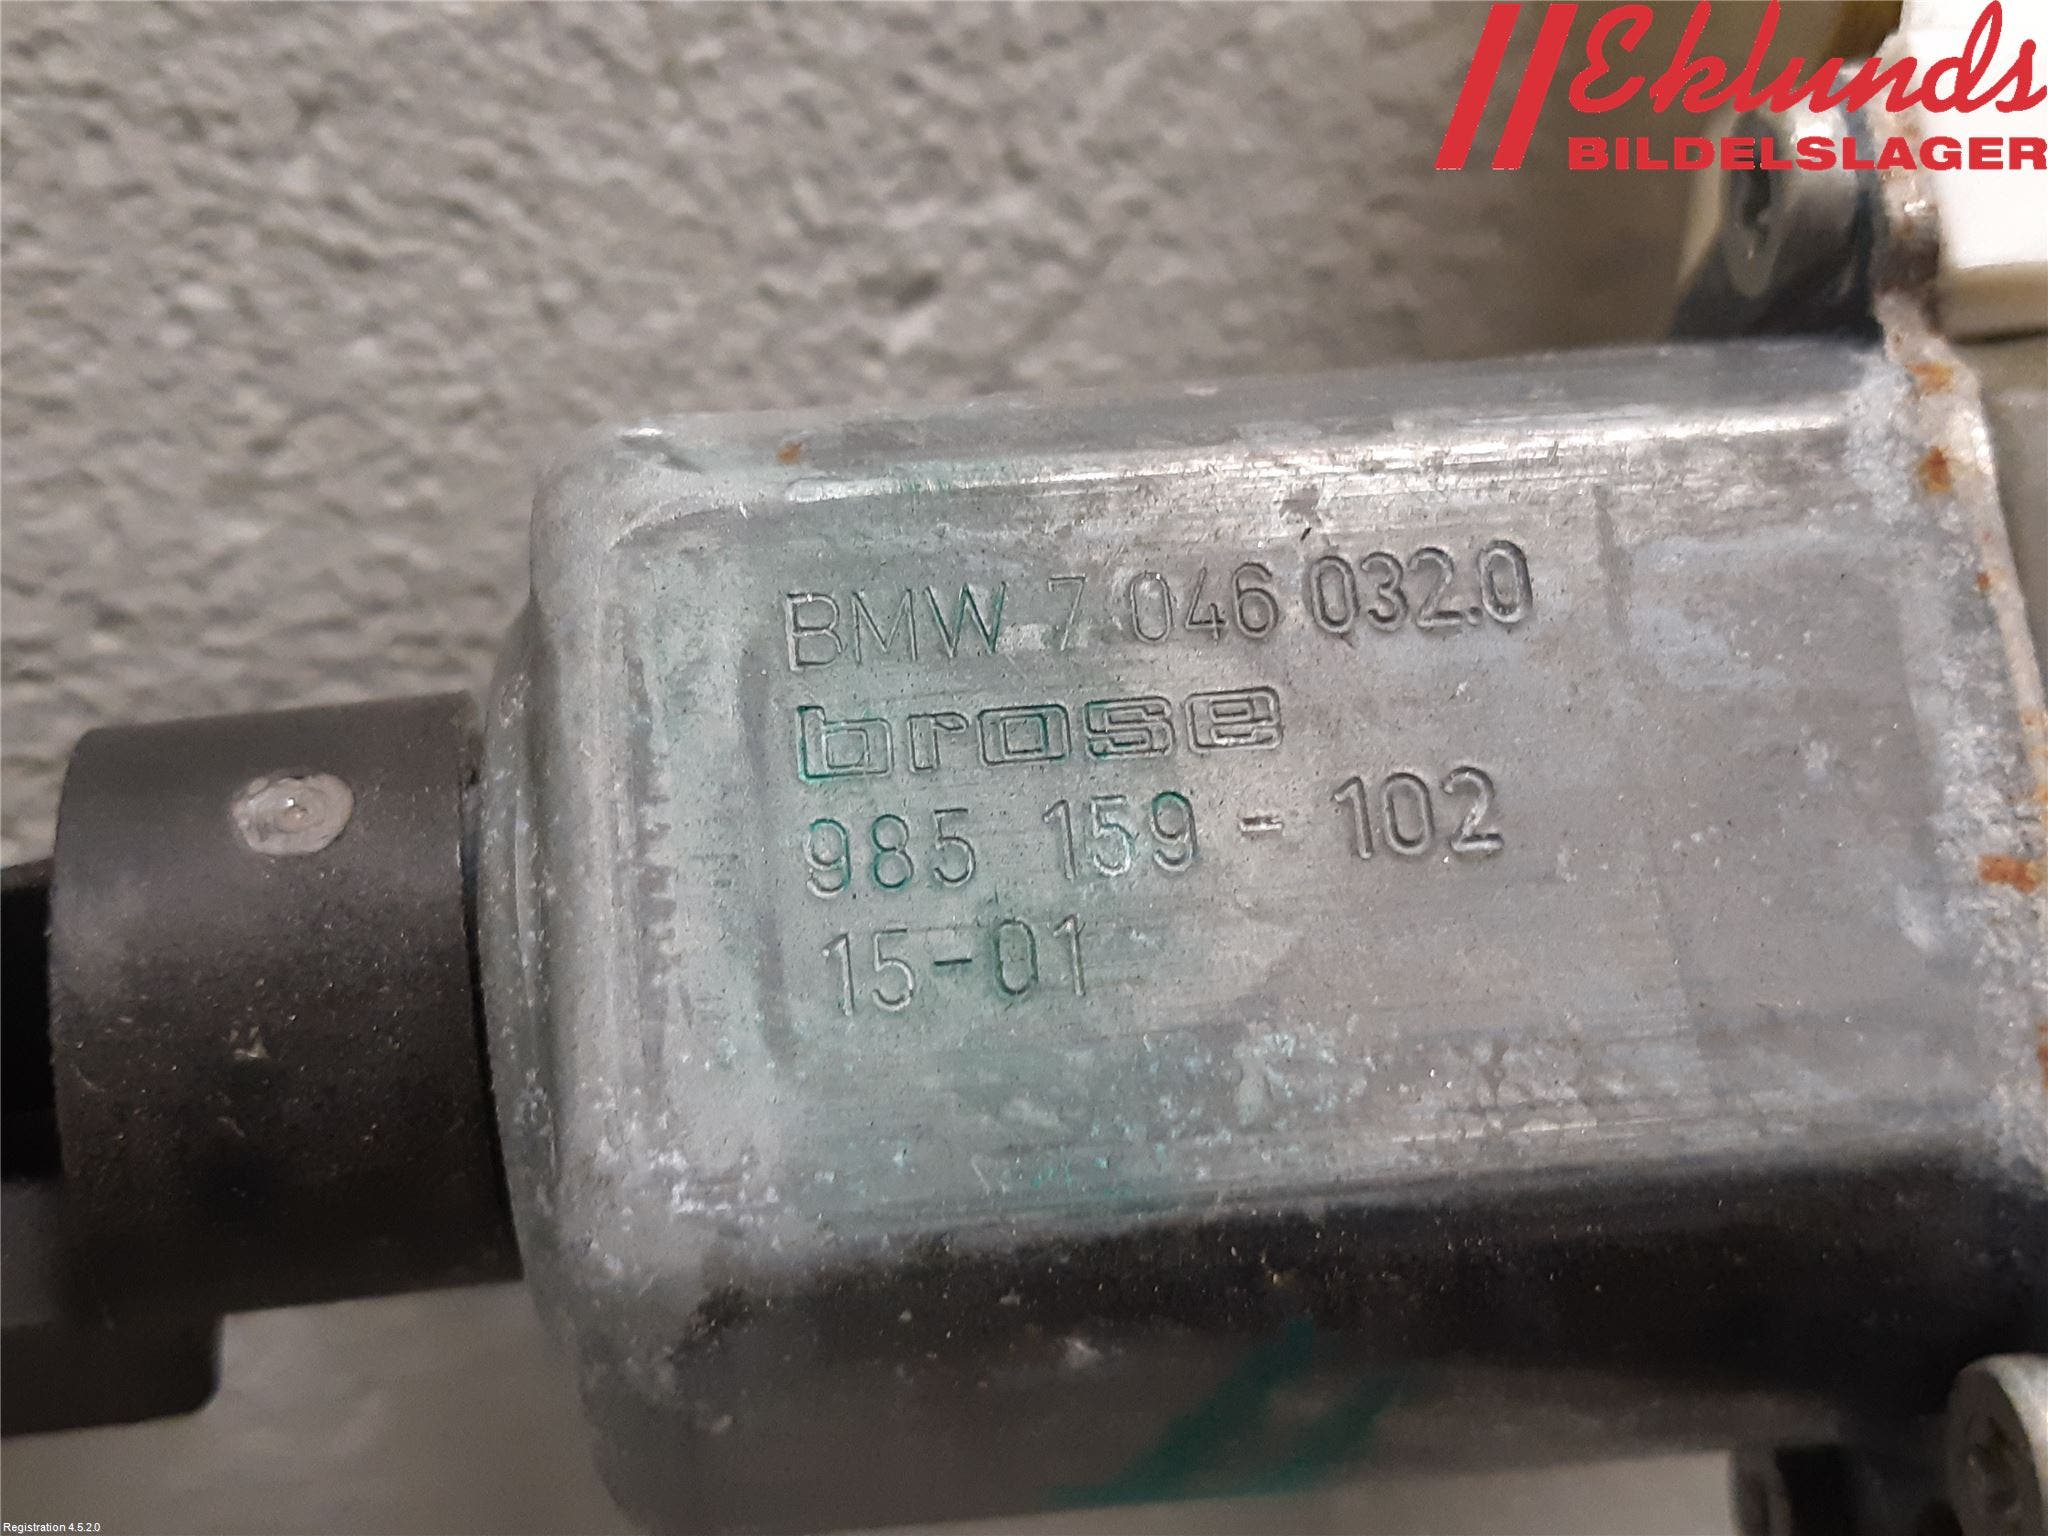 Eklunds
BILDELSLAGER
BMW 7 046 032.0
brose
985 159-102
15-01
Registration 4.5.2.0